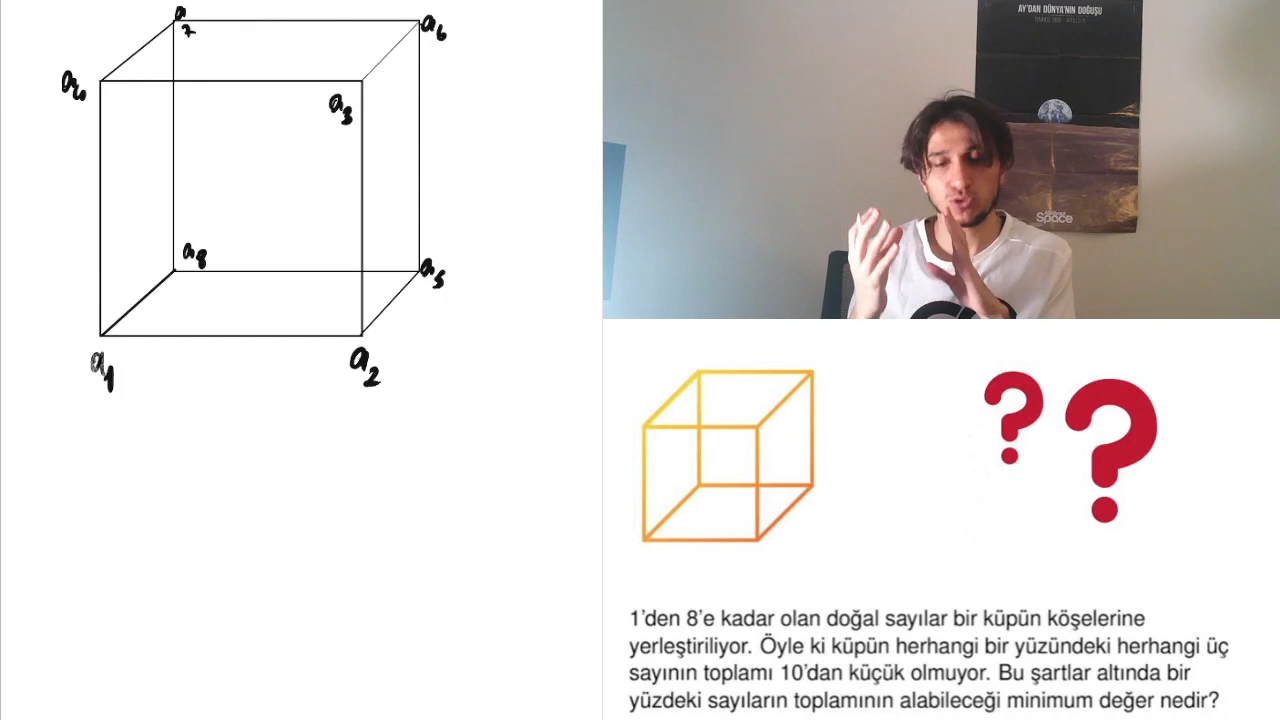 a7
a6
a4
a3
a8
a5
a1
a2
AY'DAN DÜNYA'NIN DOĞUŞU
Space
1'den 8'e kadar olan doğal sayılar bir küpün köşelerine
yerleştiriliyor. Öyle ki küpün herhangi bir yüzündeki herhangi üç
sayının toplamı 10'dan küçük olmuyor. Bu şartlar altında bir
yüzdeki sayıların toplamının alabileceği minimum değer nedir?
? ?